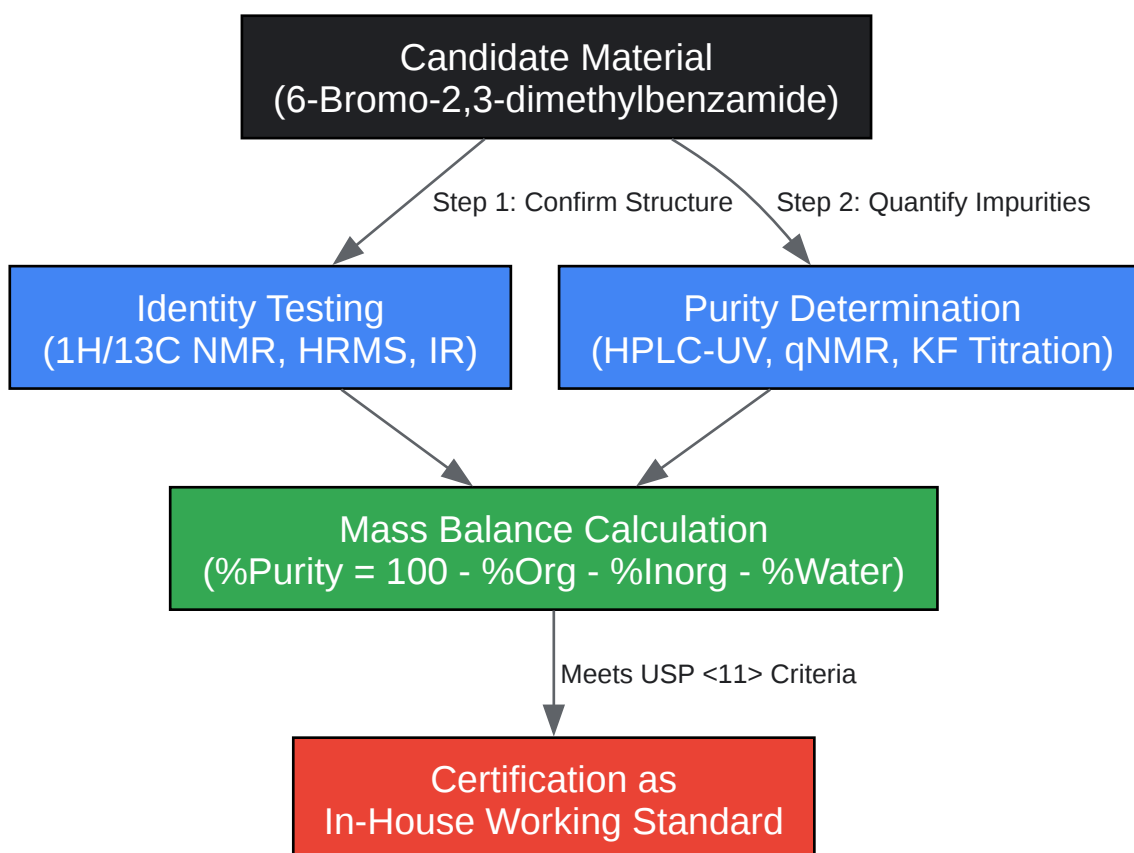 Candidate Material
(6-Bromo-2,3-dimethylbenzamide)
Step 1: Confirm Structure
Step 2: Quantify Impurities
Identity Testing
(1H/13C NMR, HRMS, IR)
Purity Determination
(HPLC-UV, qNMR, KF Titration)
Mass Balance Calculation
(%Purity = 100 - %Org - %Inorg - %Water)
Meets USP <11> Criteria
Certification as
In-House Working Standard